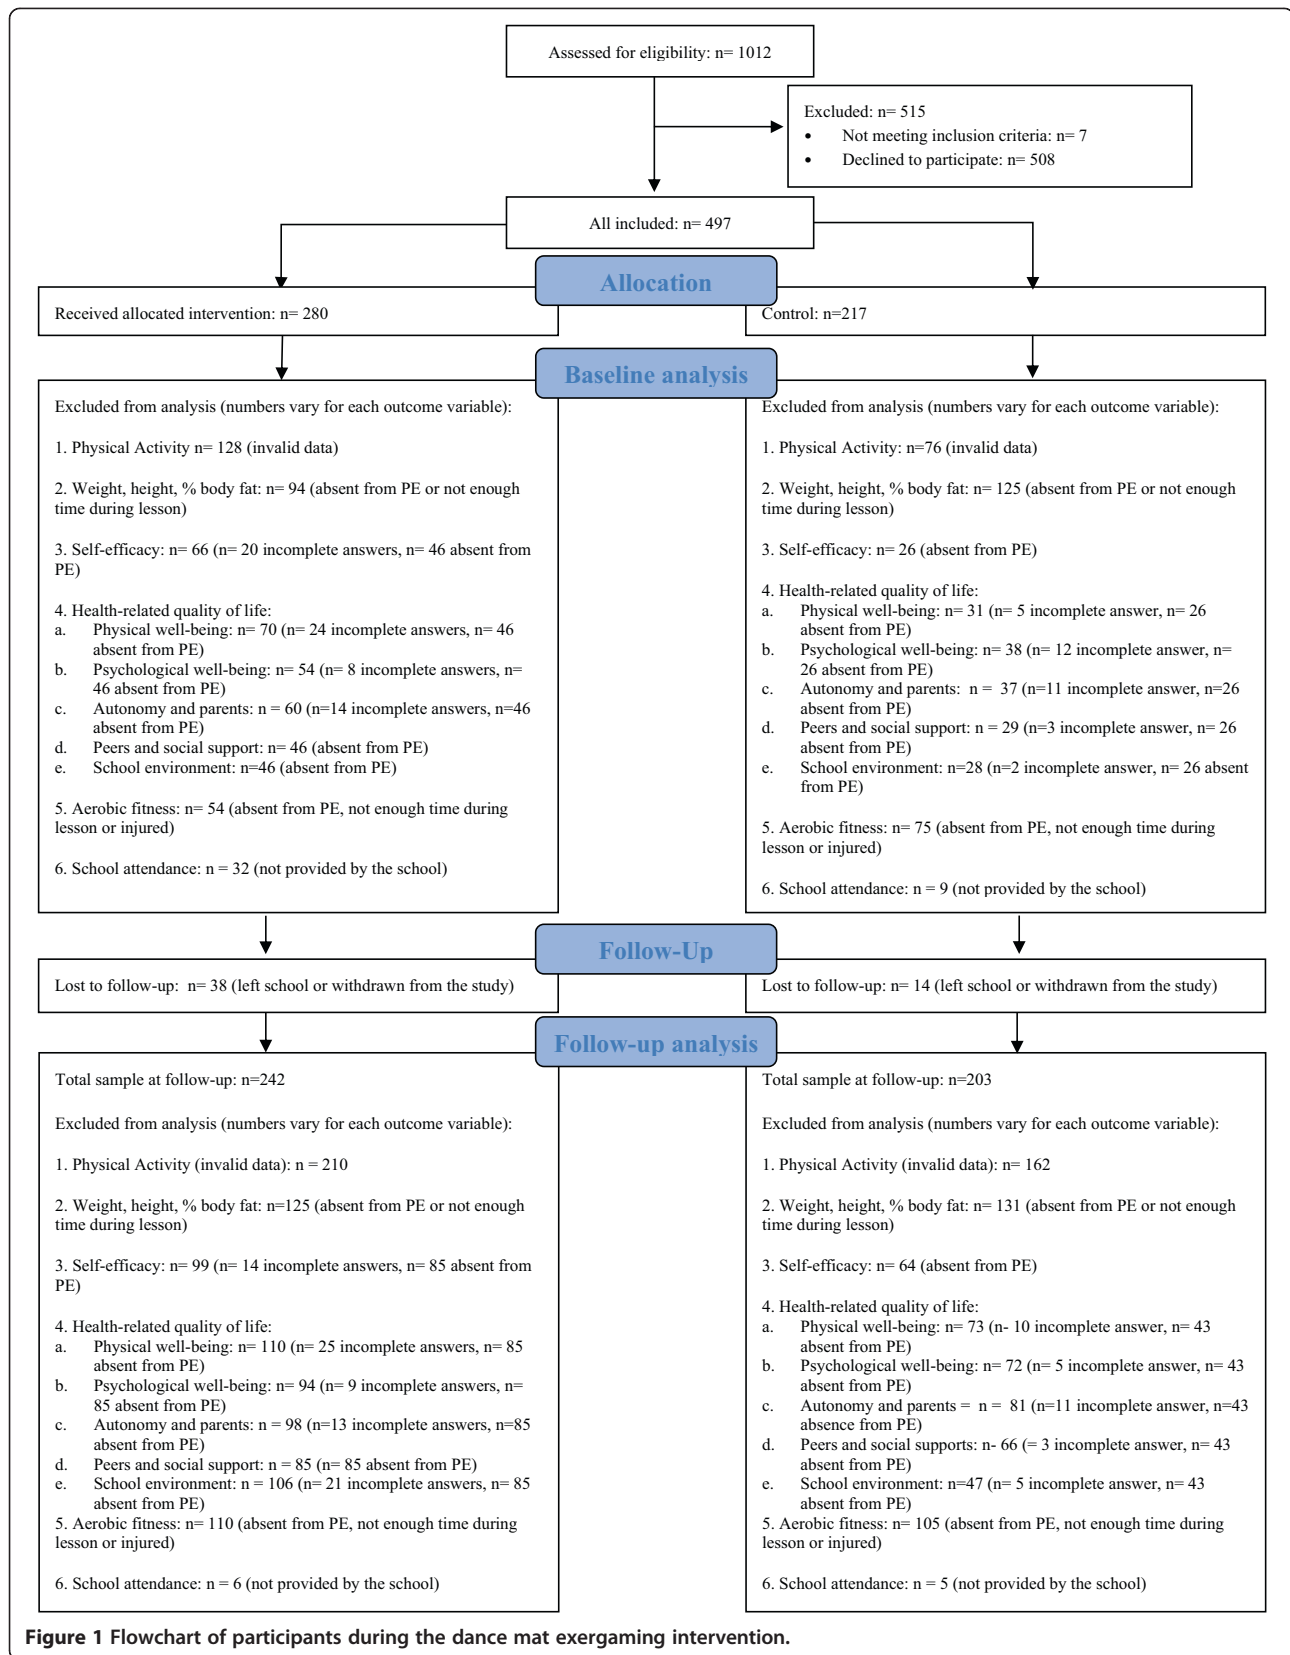 Assessed for eligibility: n= 1012
Excluded: n= 515
• Not meeting inclusion criteria: n= 7
• Declined to participate: n= 508
All included: n= 497
Allocation
Received allocated intervention: n= 280
Control: n=217
Baseline analysis
Excluded from analysis (numbers vary for each outcome variable):
1. Physical Activity n= 128 (invalid data)
2. Weight, height, % body fat: n= 94 (absent from PE or not enough
time during lesson)
3. Self-efficacy: n= 66 (n= 20 incomplete answers, n= 46 absent from
PE)
4. Health-related quality of life:
a. Physical well-being: n= 70 (n= 24 incomplete answers, n= 46
absent from PE)
b. Psychological well-being: n= 54 (n= 8 incomplete answers, n=
46 absent from PE)
c. Autonomy and parents: n = 60 (n=14 incomplete answers, n=46
absent from PE)
d. Peers and social support: n= 46 (absent from PE)
e. School environment: n=46 (absent from PE)
5. Aerobic fitness: n= 54 (absent from PE, not enough time during
lesson or injured)
6. School attendance: n = 32 (not provided by the school)
Excluded from analysis (numbers vary for each outcome variable):
1. Physical Activity: n=76 (invalid data)
2. Weight, height, % body fat: n= 125 (absent from PE or not enough
time during lesson)
3. Self-efficacy: n= 26 (absent from PE)
4. Health-related quality of life:
a. Physical well-being: n= 31 (n= 5 incomplete answer, n= 26
absent from PE)
b. Psychological well-being: n= 38 (n= 12 incomplete answer, n=
26 absent from PE)
c. Autonomy and parents: n = 37 (n=11 incomplete answer, n=26
absent from PE)
d. Peers and social support: n = 29 (n=3 incomplete answer, n= 26
absent from PE)
e. School environment: n=28 (n=2 incomplete answer, n= 26 absent
from PE)
5. Aerobic fitness: n= 75 (absent from PE, not enough time during
lesson or injured)
6. School attendance: n = 9 (not provided by the school)
Follow-Up
Lost to follow-up: n= 38 (left school or withdrawn from the study)
Lost to follow-up: n= 14 (left school or withdrawn from the study)
Follow-up analysis
Total sample at follow-up: n=242
Excluded from analysis (numbers vary for each outcome variable):
1. Physical Activity (invalid data): n = 210
2. Weight, height, % body fat: n=125 (absent from PE or not enough
time during lesson)
3. Self-efficacy: n= 99 (n= 14 incomplete answers, n= 85 absent from
PE)
4. Health-related quality of life:
a. Physical well-being: n= 110 (n= 25 incomplete answers, n= 85
absent from PE)
b. Psychological well-being: n= 94 (n= 9 incomplete answers, n=
85 absent from PE)
c. Autonomy and parents: n = 98 (n=13 incomplete answers, n=85
absent from PE)
d. Peers and social support: n = 85 (n= 85 absent from PE)
e. School environment: n = 106 (n= 21 incomplete answers, n= 85
absent from PE)
5. Aerobic fitness: n= 110 (absent from PE, not enough time during
lesson or injured)
6. School attendance: n = 6 (not provided by the school)
Total sample at follow-up: n=203
Excluded from analysis (numbers vary for each outcome variable):
1. Physical Activity (invalid data): n= 162
2. Weight, height, % body fat: n= 131 (absent from PE or not enough
time during lesson)
3. Self-efficacy: n= 64 (absent from PE)
4. Health-related quality of life:
a. Physical well-being: n= 73 (n- 10 incomplete answer, n= 43
absent from PE)
b. Psychological well-being: n= 72 (n= 5 incomplete answer, n= 43
absent from PE)
c. Autonomy and parents = n = 81 (n=11 incomplete answer, n=43
absence from PE)
d. Peers and social supports: n- 66 (= 3 incomplete answer, n= 43
absent from PE)
e. School environment: n=47 (n= 5 incomplete answer, n= 43
absent from PE)
5. Aerobic fitness: n= 105 (absent from PE, not enough time during
lesson or injured)
6. School attendance: n = 5 (not provided by the school)
Figure 1 Flowchart of participants during the dance mat exergaming intervention.